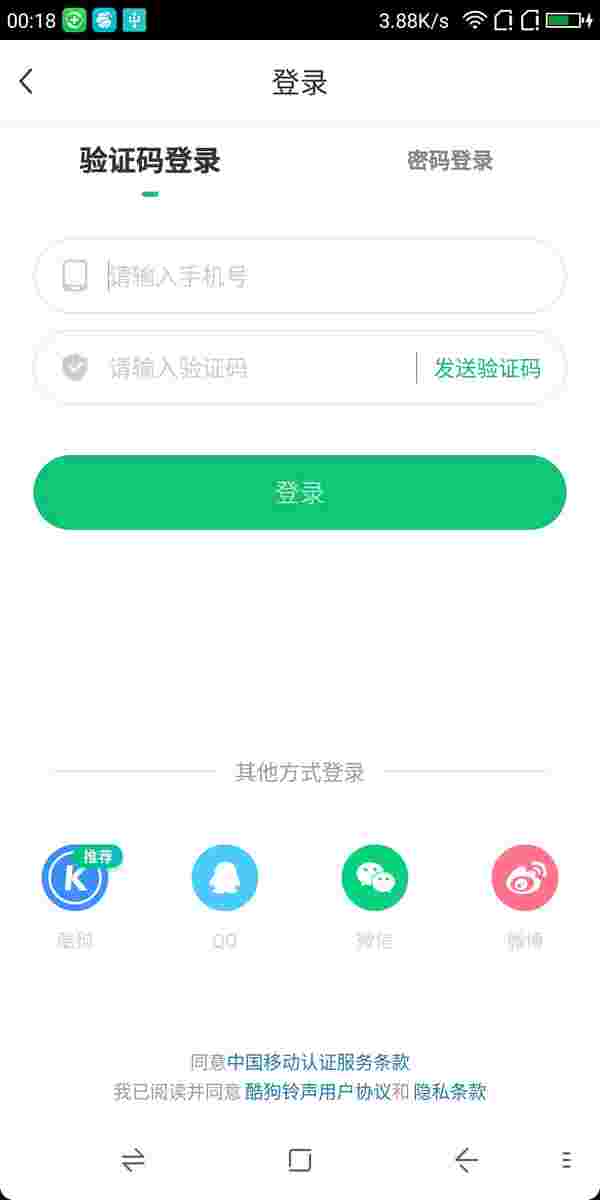 00:18 3.88K/s
登录
验证码登录 密码登录
请输入手机号
请输入验证码 发送验证码
登录
其他方式登录
推荐
酷狗 QQ 微信 微博
同意中国移动认证服务条款
我已阅读并同意 酷狗铃声用户协议和 隐私条款